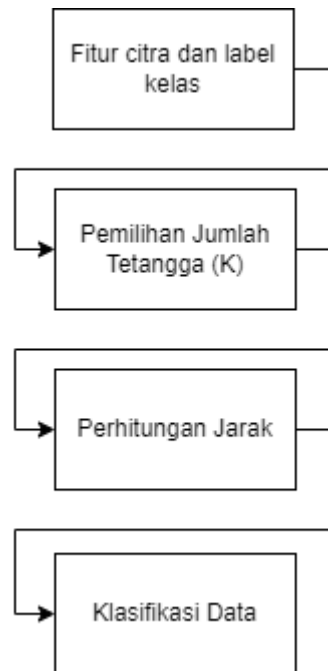 Fitur citra dan label
kelas
Pemilihan Jumlah
Tetangga (K)
Perhitungan Jarak
Klasifikasi Data